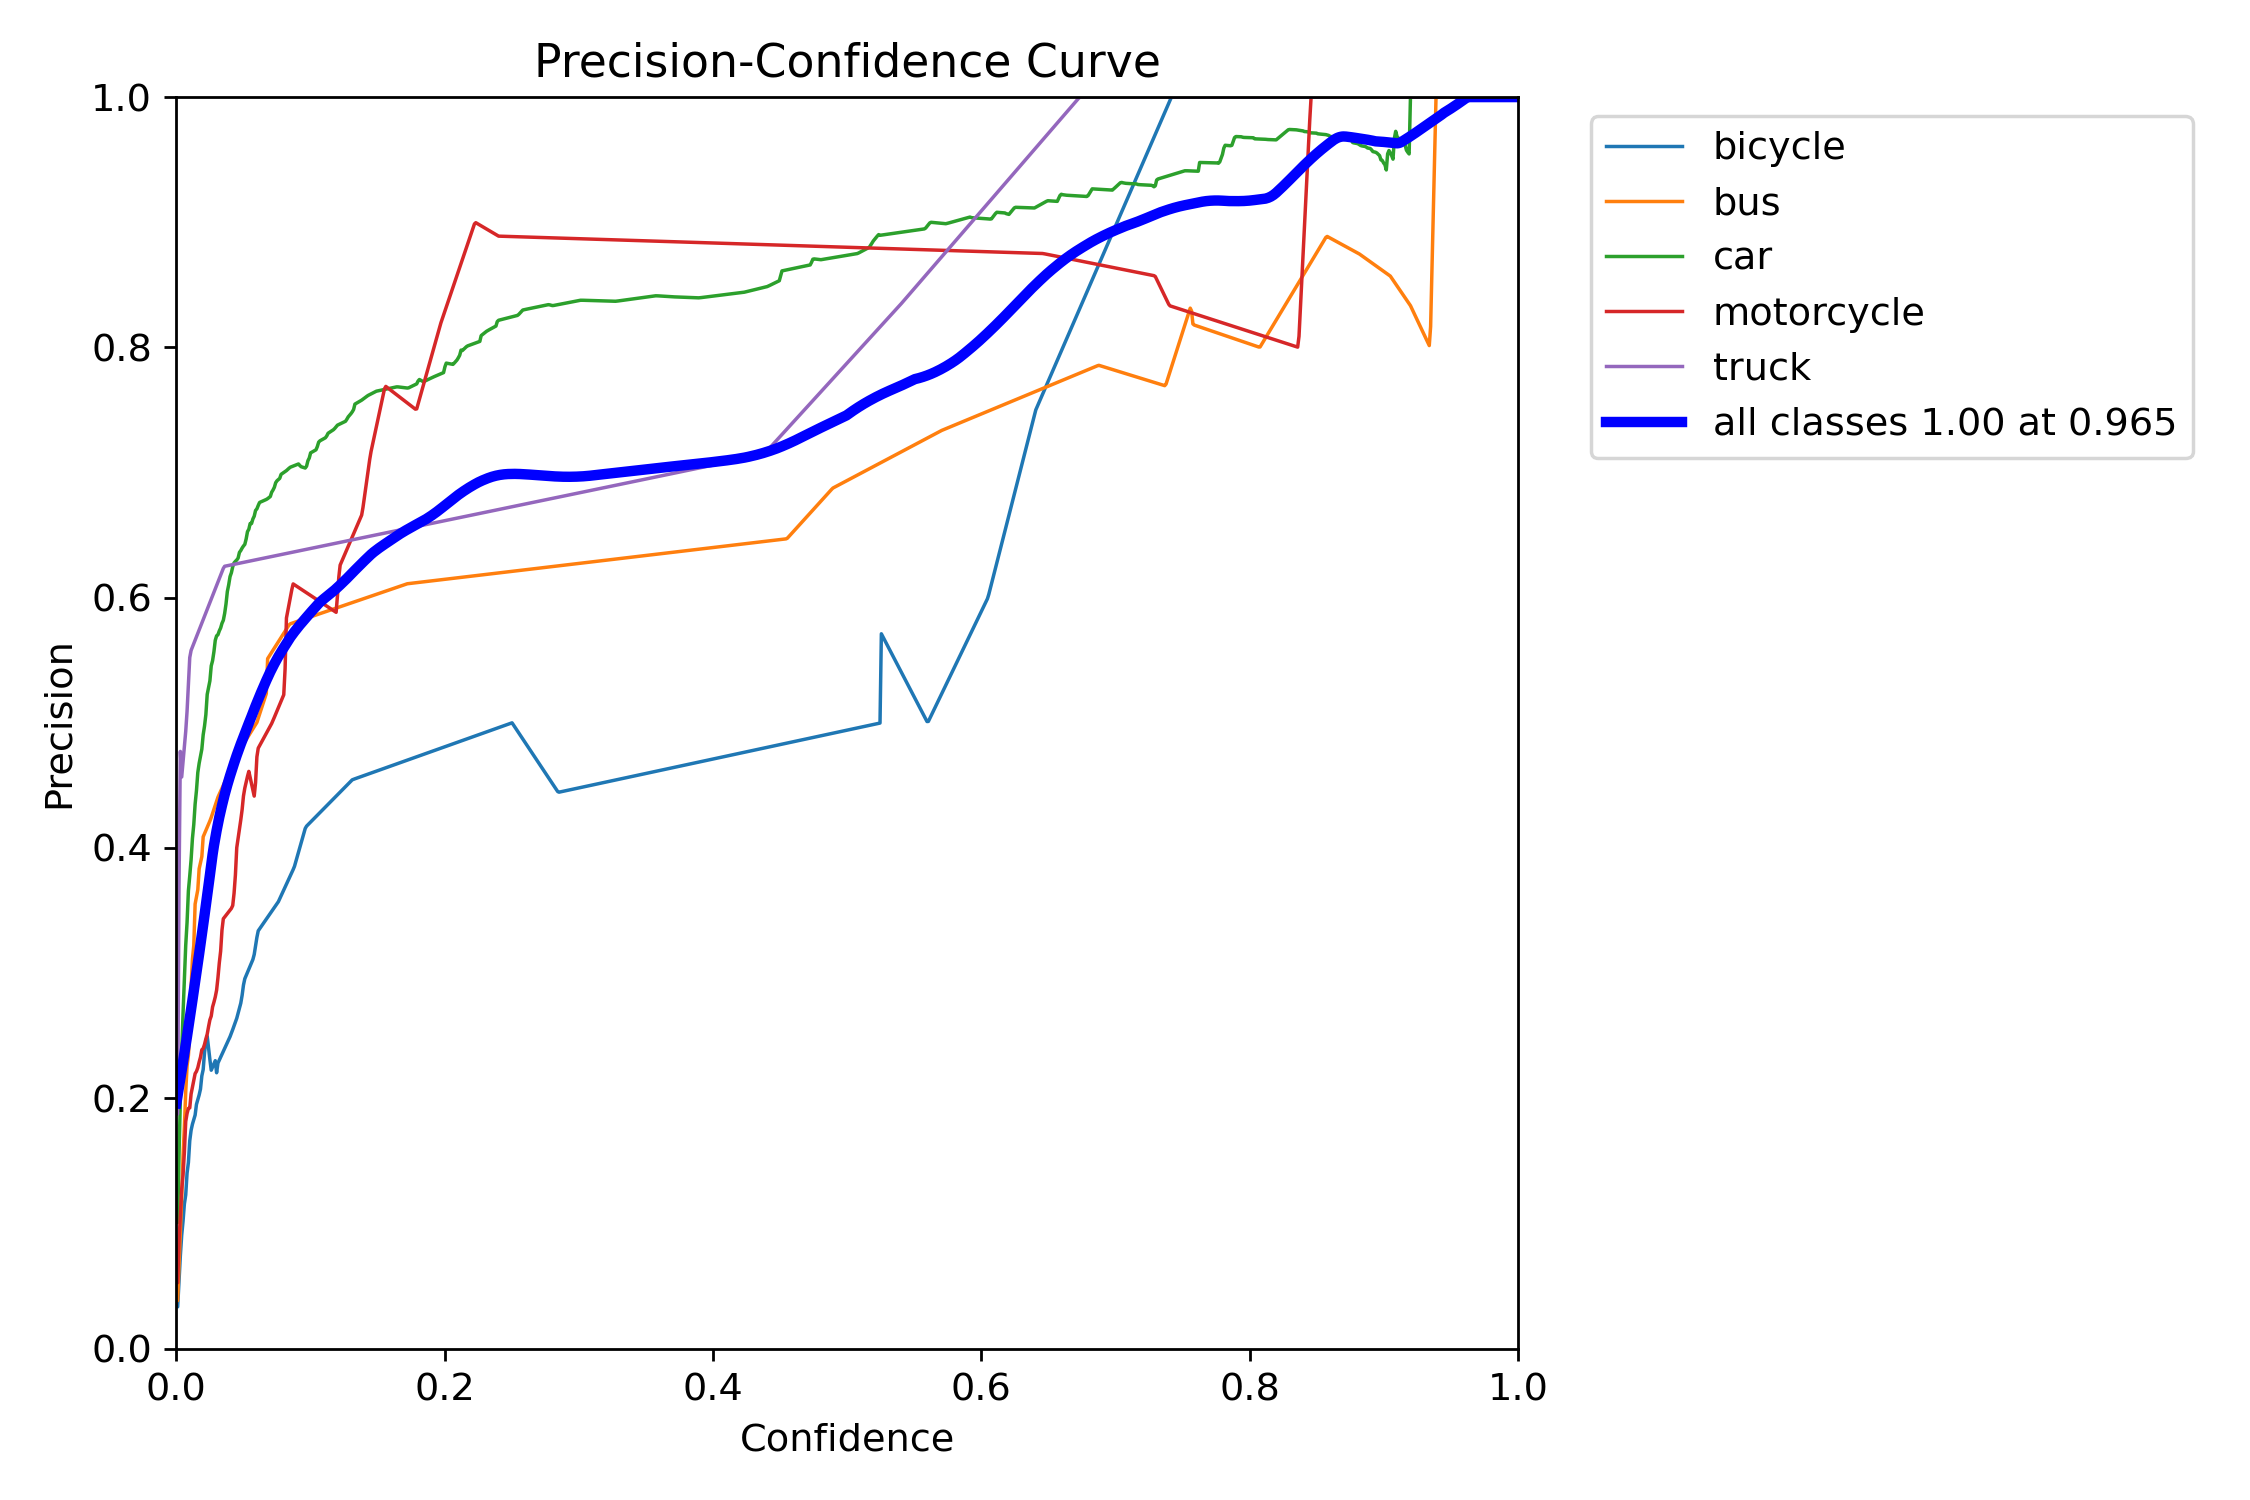 Precision-Confidence Curve
1.0
0.8
0.6
0.4
0.2
0.0
Precision
0.0 0.2 0.4 0.6 0.8 1.0
Confidence
bicycle
bus
car
motorcycle
truck
all classes 1.00 at 0.965